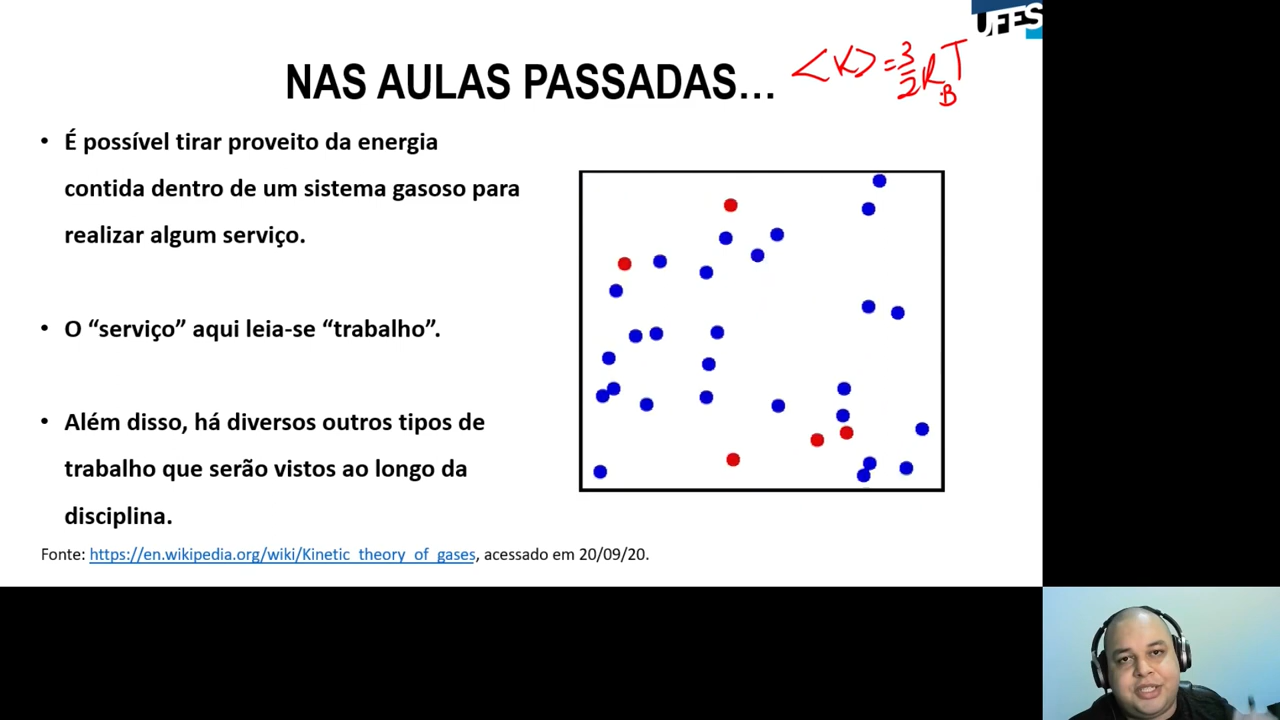 UFES
NAS AULAS PASSADAS...
<K> = 3/2 K_B T
• É possível tirar proveito da energia
contida dentro de um sistema gasoso para
realizar algum serviço.
• O “serviço” aqui leia-se “trabalho”.
• Além disso, há diversos outros tipos de
trabalho que serão vistos ao longo da
disciplina.
Fonte: https://en.wikipedia.org/wiki/Kinetic_theory_of_gases, acessado em 20/09/20.